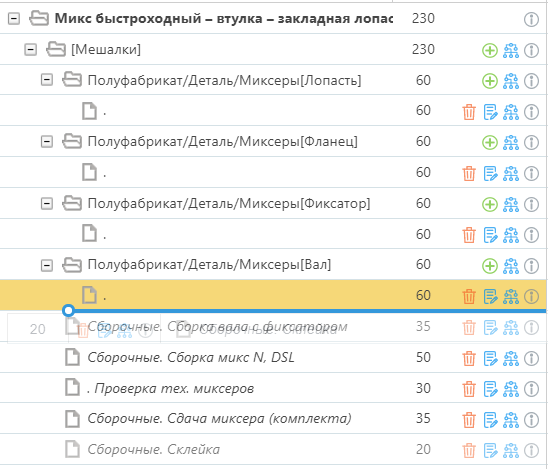 Микс быстроходный – втулка – закладная лопас 230
[Мешалки] 230
Полуфабрикат/Деталь/Миксеры[Лопасть] 60
. 60
Полуфабрикат/Деталь/Миксеры[Фланец] 60
. 60
Полуфабрикат/Деталь/Миксеры[Фиксатор] 60
. 60
Полуфабрикат/Деталь/Миксеры[Вал] 60
. 60
20 Сборочные. Склейка
Сборочные. Сборка вала с фиксатором 35
Сборочные. Сборка микс N, DSL 50
. Проверка тех. миксеров 30
Сборочные. Сдача миксера (комплекта) 35
Сборочные. Склейка 20